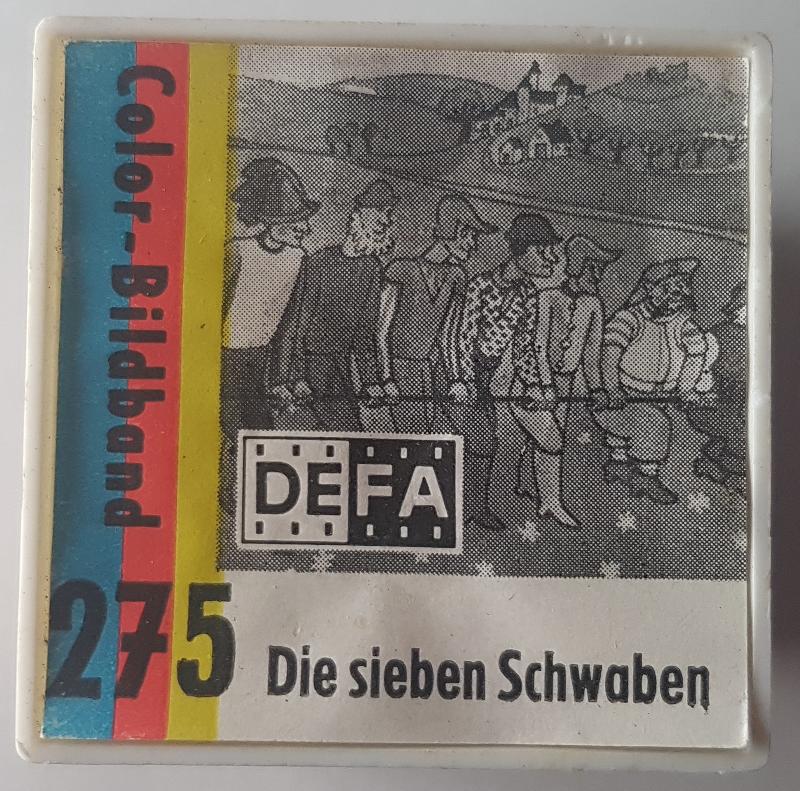 Color-Bildband
DEFA
275
Die sieben Schwaben